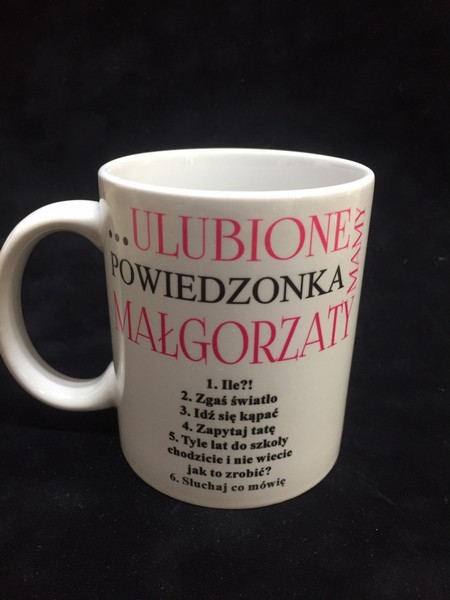 ...ULUBIONE
POWIEDZONKA
MAMY
MAŁGORZATY
1. Ile?!
2. Zgaś światło
3. Idź się kąpać
4. Zapytaj tatę
5. Tyle lat do szkoły
chodzicie i nie wiecie
jak to zrobić?
6. Słuchaj co mówię